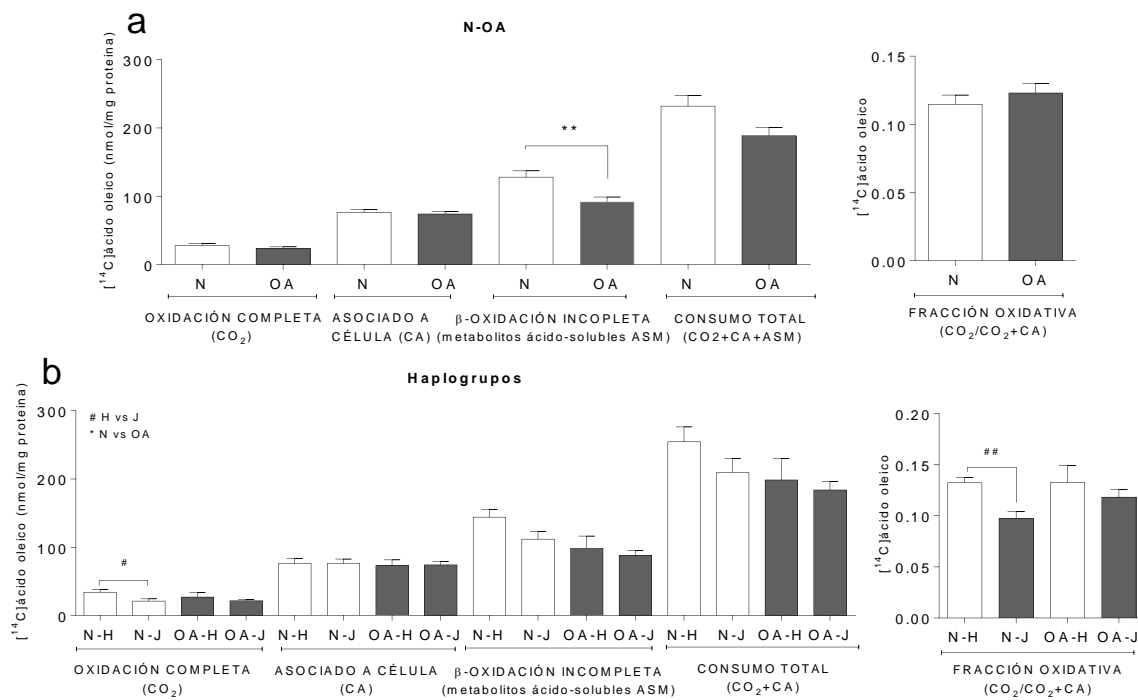 a
N-OA
[¹⁴C]ácido oleico (nmol/mg proteina)
300
200
100
0
**
N
OA
N
OA
N
OA
N
OA
OXIDACIÓN COMPLETA
(CO₂)
ASOCIADO A
CÉLULA (CA)
β-OXIDACIÓN INCOMPLETA
(metabolitos ácido-solubles ASM)
CONSUMO TOTAL
(CO2+CA+ASM)
[¹⁴C]ácido oleico
0.15
0.10
0.05
0.00
N
OA
FRACCIÓN OXIDATIVA
(CO₂/CO₂+CA)
b
Haplogrupos
[¹⁴C]ácido oleico (nmol/mg proteina)
300
200
100
0
# H vs J
* N vs OA
#
N-H
N-J
OA-H
OA-J
N-H
N-J
OA-H
OA-J
N-H
N-J
OA-H
OA-J
N-H
N-J
OA-H
OA-J
OXIDACIÓN COMPLETA
(CO₂)
ASOCIADO A CÉLULA
(CA)
β-OXIDACIÓN INCOMPLETA
(metabolitos ácido-solubles ASM)
CONSUMO TOTAL
(CO₂+CA)
[¹⁴C]ácido oleico
0.20
0.15
0.10
0.05
0.00
##
N-H
N-J
OA-H
OA-J
FRACCIÓN OXIDATIVA
(CO₂/CO₂+CA)